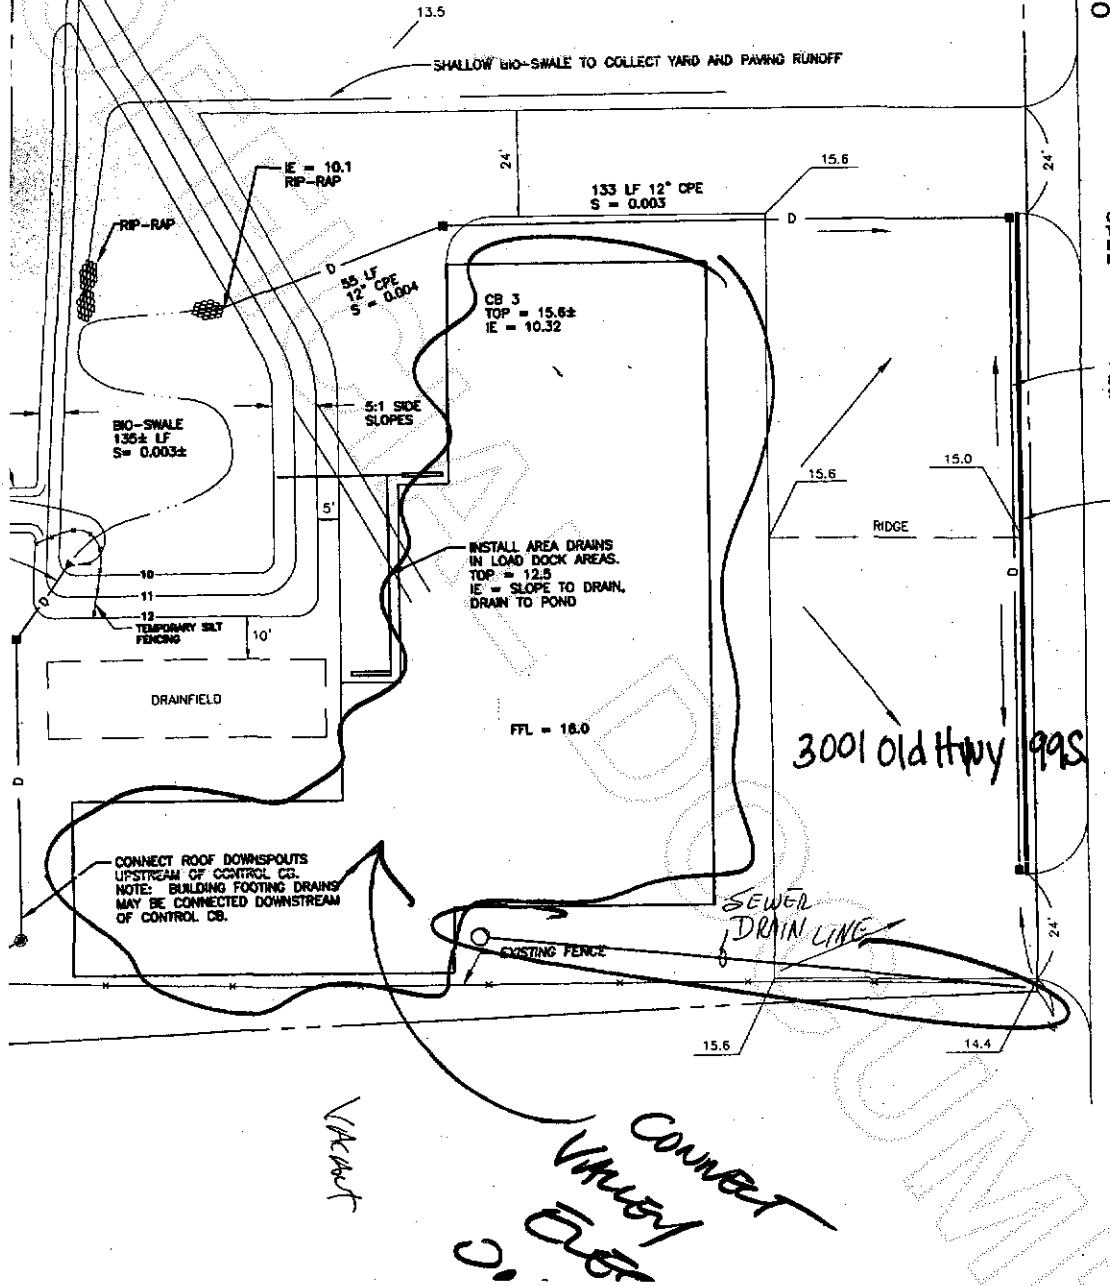 13.5
SHALLOW BIO-SWALE TO COLLECT YARD AND PAVING RUNOFF
IE = 10.1
RIP-RAP
24'
15.6
24'
133 LF 12" CPE
S = 0.003
RIP-RAP
D
D
55 LF
12" CPE
S = 0.004
CB 3
TOP = 15.6±
IE = 10.32
5:1 SIDE
SLOPES
BIO-SWALE
135± LF
S= 0.003±
15.6
15.0
5'
RIDGE
INSTALL AREA DRAINS
IN LOAD DOCK AREAS.
TOP = 12.5
IE = SLOPE TO DRAIN,
DRAIN TO POND
10
11
12
D
D
TEMPORARY SILT
FENCING
10'
DRAINFIELD
FFL = 16.0
3001 Old Hwy 99S
D
CONNECT ROOF DOWNSPOUTS
UPSTREAM OF CONTROL CB.
NOTE: BUILDING FOOTING DRAINS
MAY BE CONNECTED DOWNSTREAM
OF CONTROL CB.
SEWER
DRAIN LINE
24'
EXISTING FENCE
15.6
14.4
VACANT
CONNECT
VALLEY